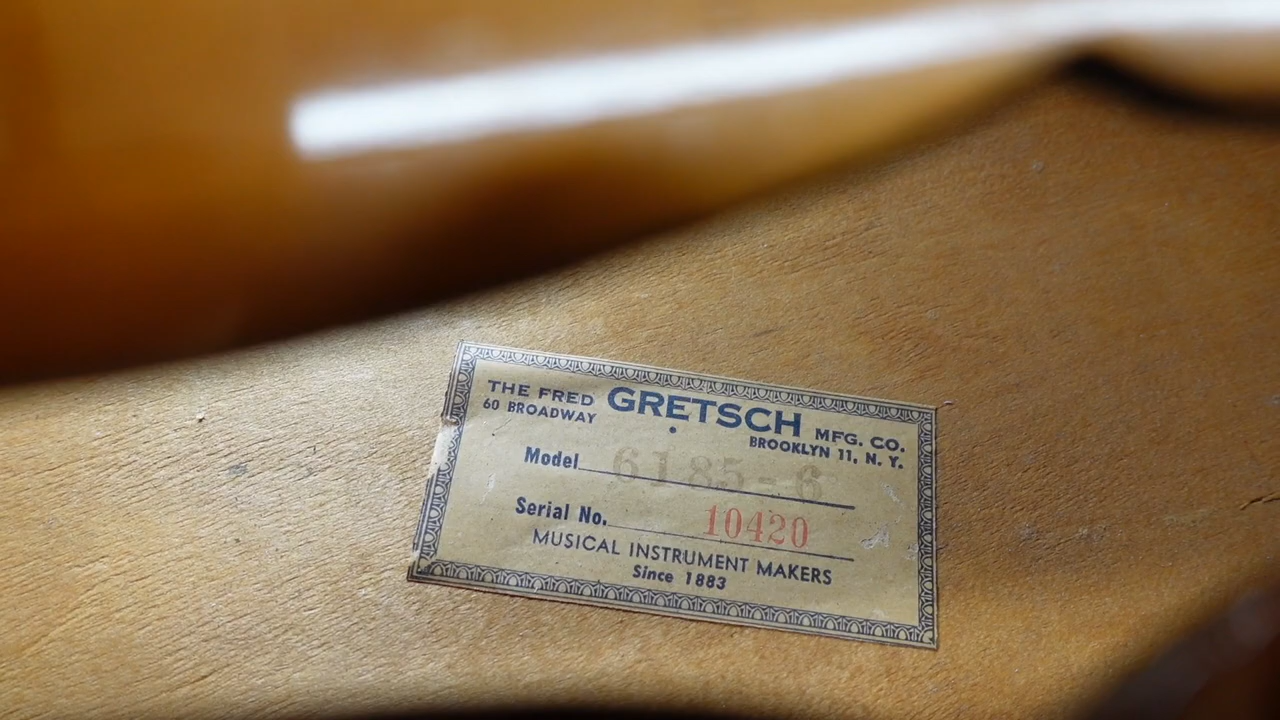 THE FRED GRETSCH MFG. CO.
60 BROADWAY BROOKLYN 11, N. Y.
Model 6185-6
Serial No. 10420
MUSICAL INSTRUMENT MAKERS
Since 1883